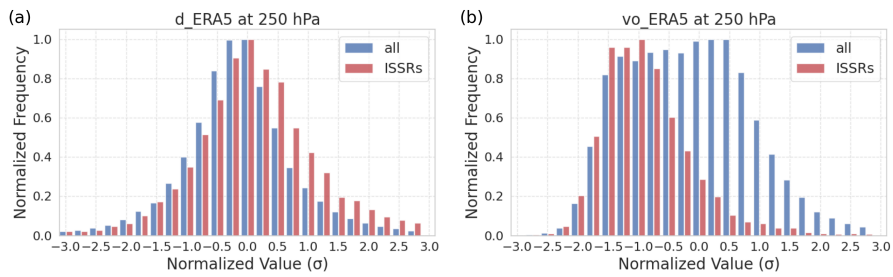 (a)
d_ERA5 at 250 hPa
Normalized Frequency
1.0
0.8
0.6
0.4
0.2
0.0
all
ISSRs
−3.0 −2.5 −2.0 −1.5 −1.0 −0.5 0.0 0.5 1.0 1.5 2.0 2.5 3.0
Normalized Value (σ)
(b)
vo_ERA5 at 250 hPa
Normalized Frequency
1.0
0.8
0.6
0.4
0.2
0.0
all
ISSRs
−3.0 −2.5 −2.0 −1.5 −1.0 −0.5 0.0 0.5 1.0 1.5 2.0 2.5 3.0
Normalized Value (σ)